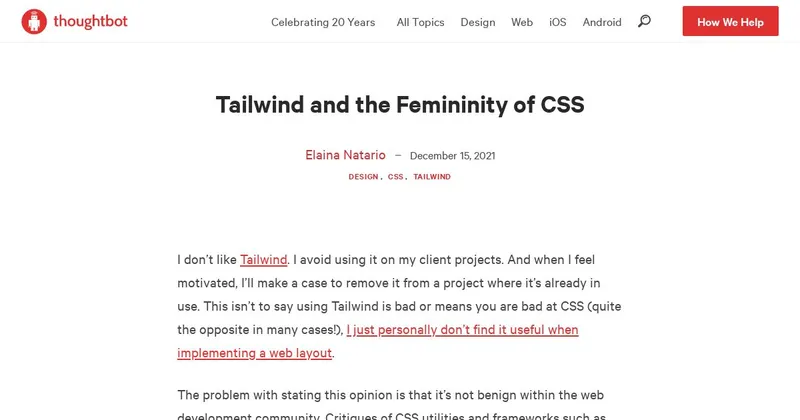 thoughtbot
Celebrating 20 Years All Topics Design Web iOS Android
How We Help
Tailwind and the Femininity of CSS
Elaina Natario – December 15, 2021
DESIGN, CSS, TAILWIND
I don’t like Tailwind. I avoid using it on my client projects. And when I feel
motivated, I’ll make a case to remove it from a project where it’s already in
use. This isn’t to say using Tailwind is bad or means you are bad at CSS (quite
the opposite in many cases!), I just personally don’t find it useful when
implementing a web layout.
The problem with stating this opinion is that it’s not benign within the web
development community. Critiques of CSS utilities and frameworks such as